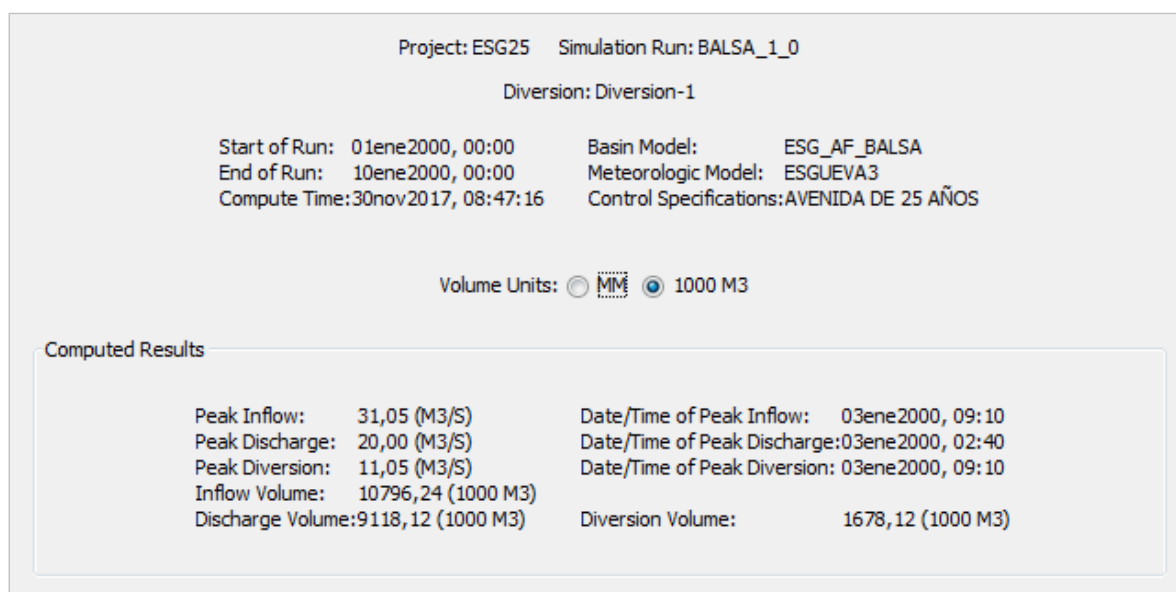 Project: ESG25 Simulation Run: BALSA_1_0
Diversion: Diversion-1
Start of Run: 01ene2000, 00:00 Basin Model: ESG_AF_BALSA
End of Run: 10ene2000, 00:00 Meteorologic Model: ESGUEVA3
Compute Time:30nov2017, 08:47:16 Control Specifications:AVENIDA DE 25 AÑOS
Volume Units: MM 1000 M3
Computed Results
Peak Inflow: 31,05 (M3/S) Date/Time of Peak Inflow: 03ene2000, 09:10
Peak Discharge: 20,00 (M3/S) Date/Time of Peak Discharge:03ene2000, 02:40
Peak Diversion: 11,05 (M3/S) Date/Time of Peak Diversion: 03ene2000, 09:10
Inflow Volume: 10796,24 (1000 M3)
Discharge Volume:9118,12 (1000 M3) Diversion Volume: 1678,12 (1000 M3)